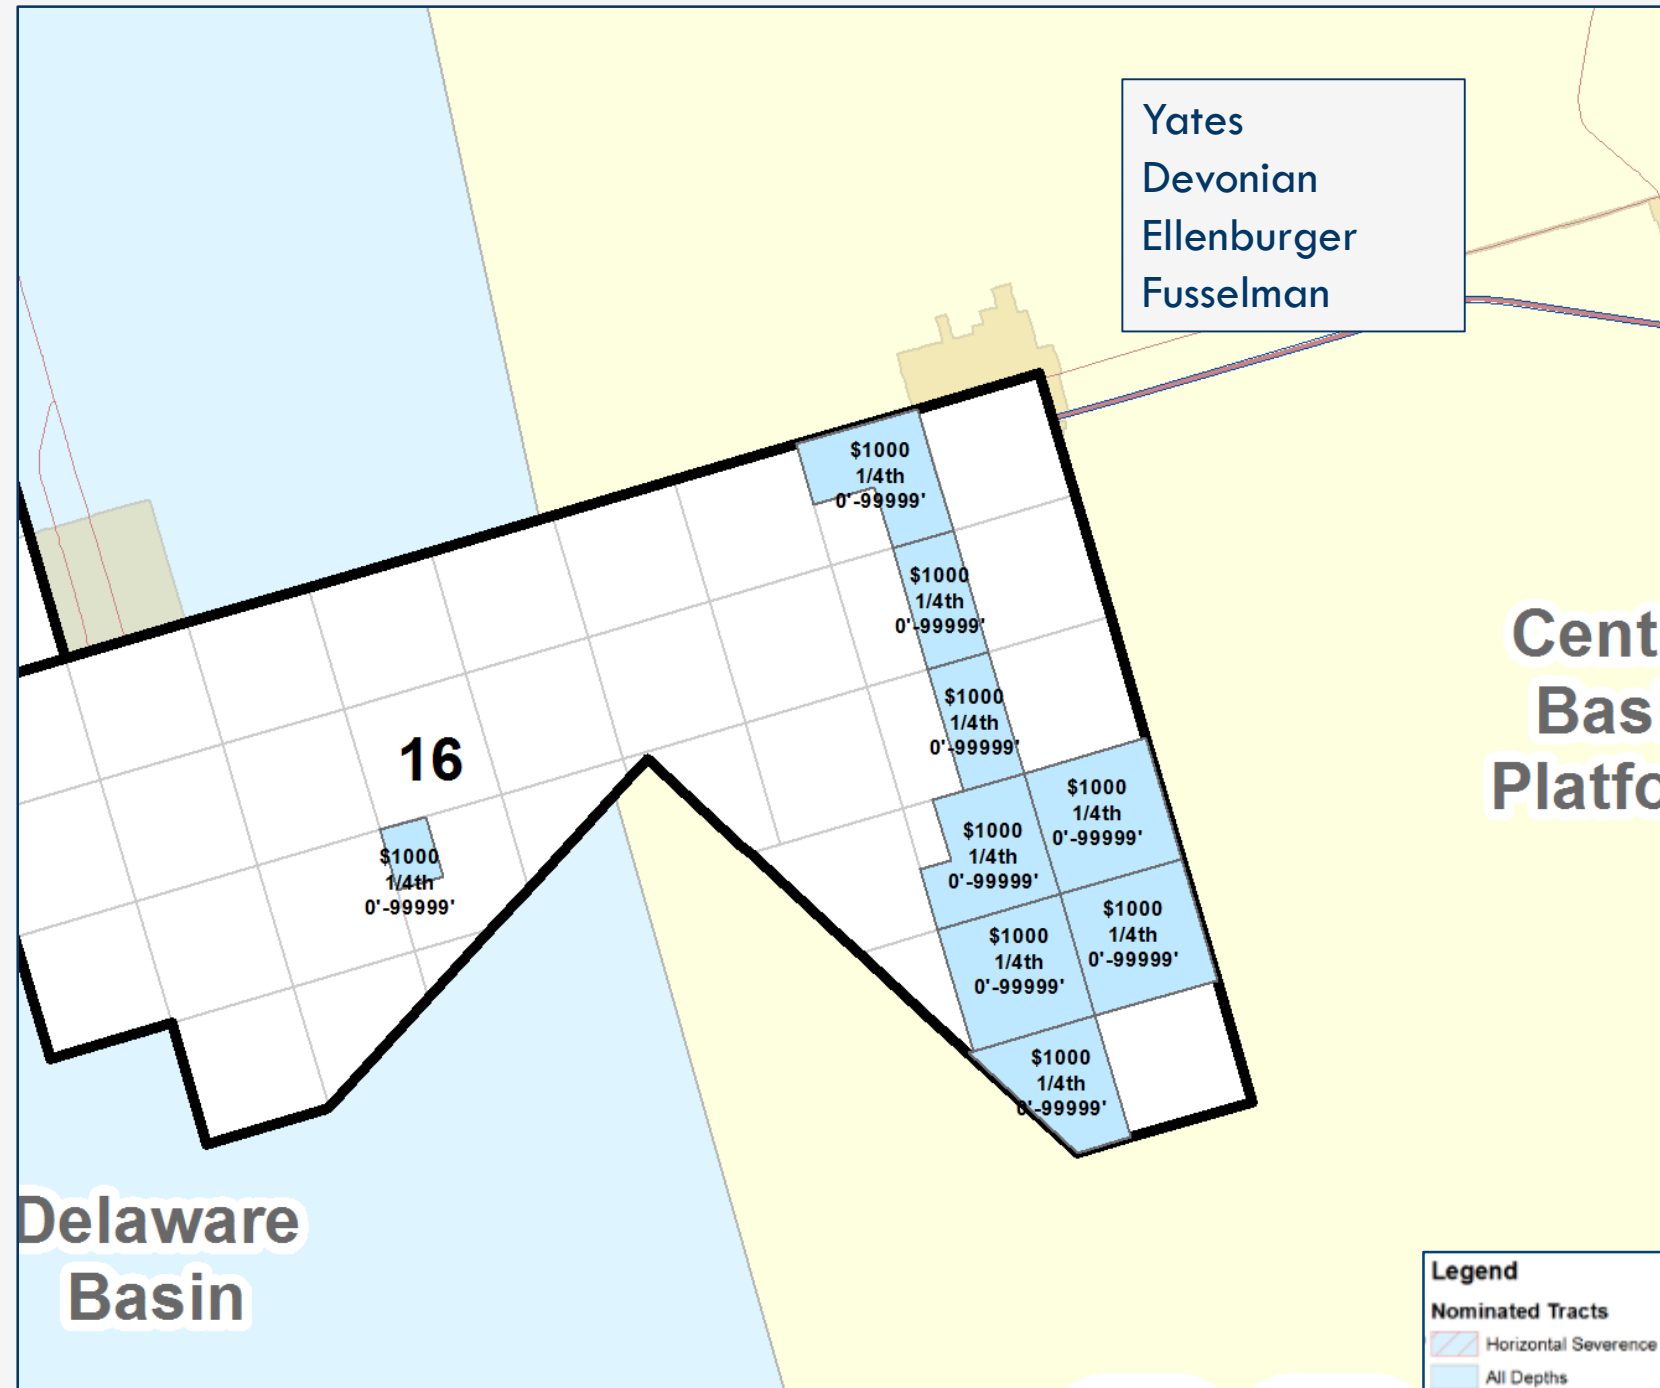 Yates
Devonian
Ellenburger
Fusselman
$1000
1/4th
0'-99999'
$1000
1/4th
0'-99999'
$1000
1/4th
0'-99999'
$1000
1/4th
0'-99999'
$1000
1/4th
0'-99999'
$1000
1/4th
0'-99999'
$1000
1/4th
0'-99999'
$1000
1/4th
0'-99999'
16
$1000
1/4th
0'-99999'
Cent
Bas
Platfo
Delaware
Basin
Legend
Nominated Tracts
Horizontal Severence
All Depths